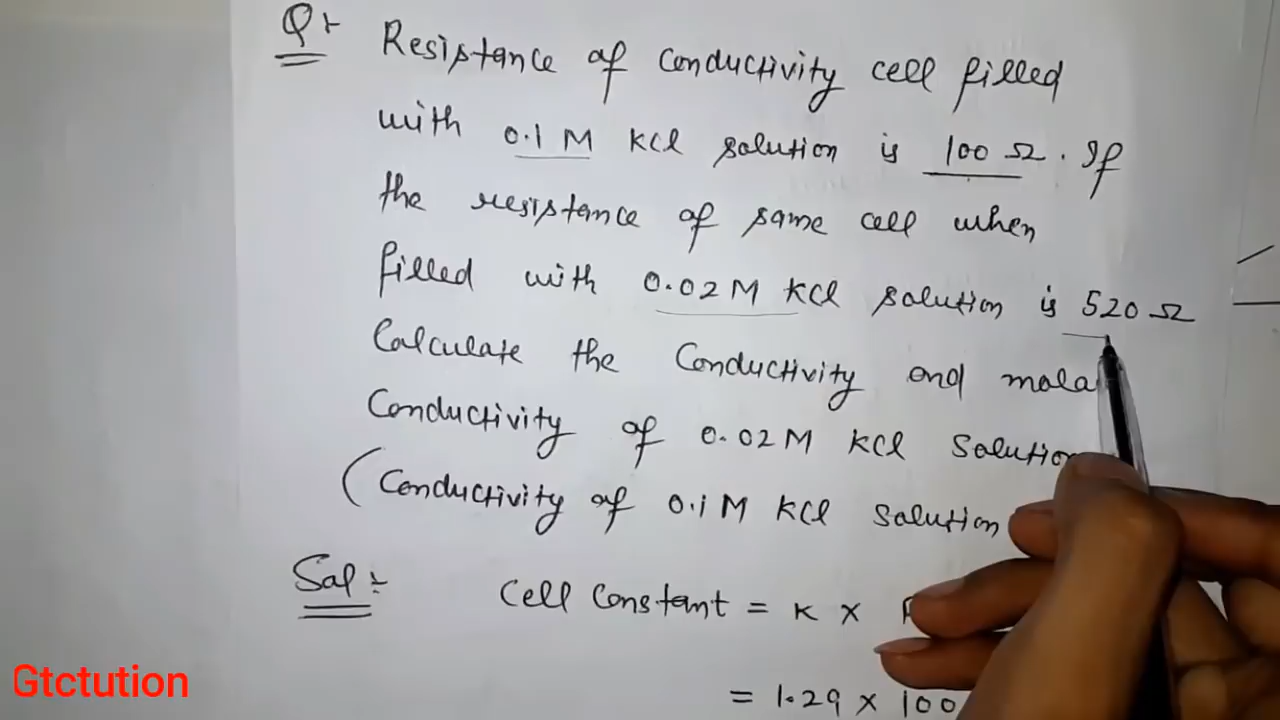 Q:-
Resistance of conductivity cell filled
with 0.1 M KCl solution is 100 Ω. If
the resistance of same cell when
filled with 0.02 M KCl solution is 520 Ω
Calculate the Conductivity and
Conductivity of 0.02 M KCl Solution
(Conductivity of 0.1 M KCl solution
Sol:-
Cell Constant = K ×
= 1.29 × 100
Gtctution